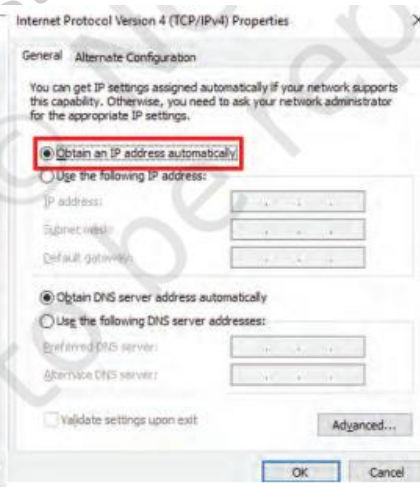 Internet Protocol Version 4 (TCP/IPv4) Properties
General Alternate Configuration
You can get IP settings assigned automatically if your network supports
this capability. Otherwise, you need to ask your network administrator
for the appropriate IP settings.
Obtain an IP address automatically
Use the following IP address:
IP address:
Subnet mask:
Default gateway:
Obtain DNS server address automatically
Use the following DNS server addresses:
Preferred DNS server:
Alternate DNS server:
Validate settings upon exit
Advanced...
OK Cancel
to be rep